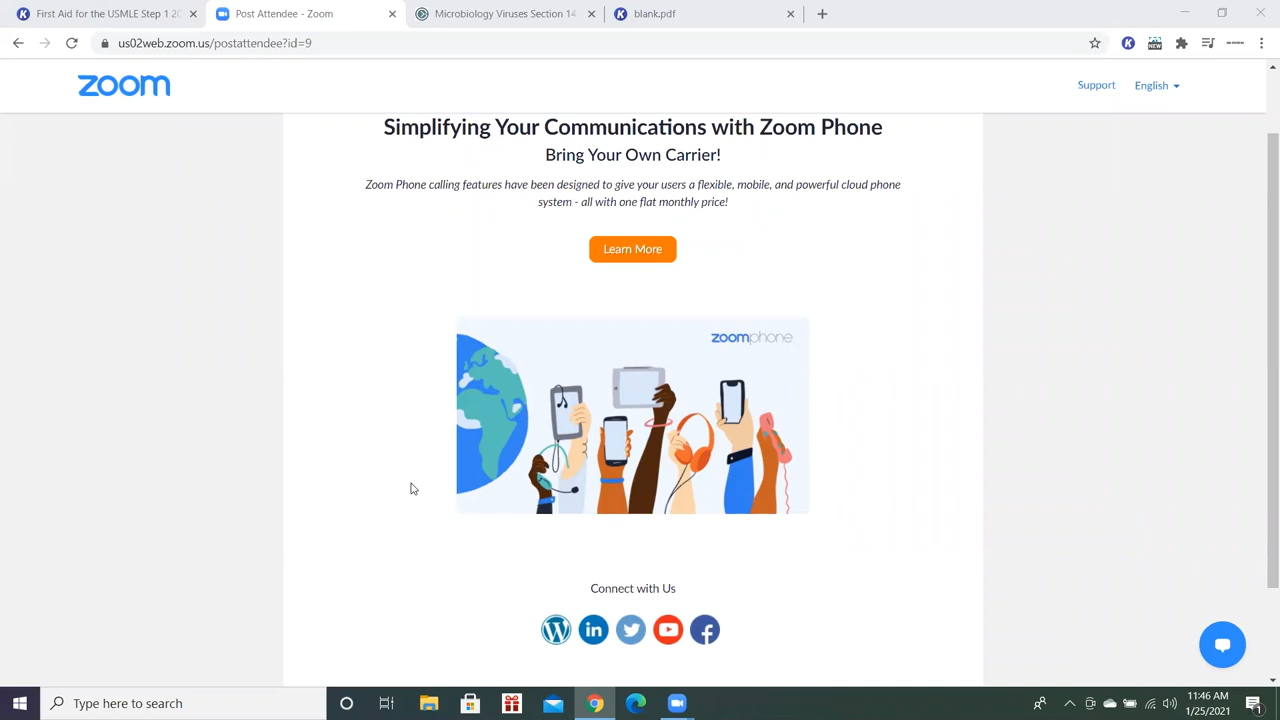 First Aid for the USMLE Step 1 20
Post Attendee - Zoom
Microbiology Viruses Section 14
blank.pdf
us02web.zoom.us/postattendee?id=9
NEW
zoom
Support
English
Simplifying Your Communications with Zoom Phone
Bring Your Own Carrier!
Zoom Phone calling features have been designed to give your users a flexible, mobile, and powerful cloud phone
system - all with one flat monthly price!
Learn More
zoomphone
Connect with Us
Type here to search
11:46 AM
1/25/2021
1